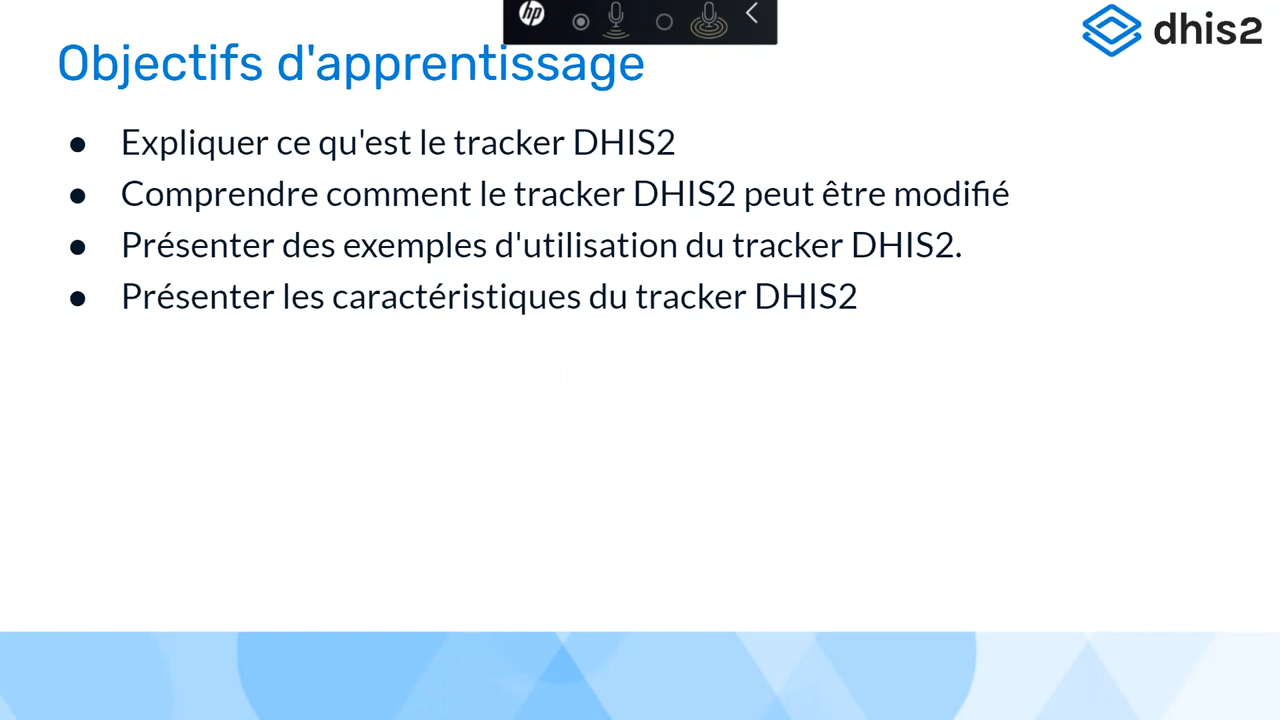 hp
dhis2
Objectifs d'apprentissage
● Expliquer ce qu'est le tracker DHIS2
● Comprendre comment le tracker DHIS2 peut être modifié
● Présenter des exemples d'utilisation du tracker DHIS2.
● Présenter les caractéristiques du tracker DHIS2